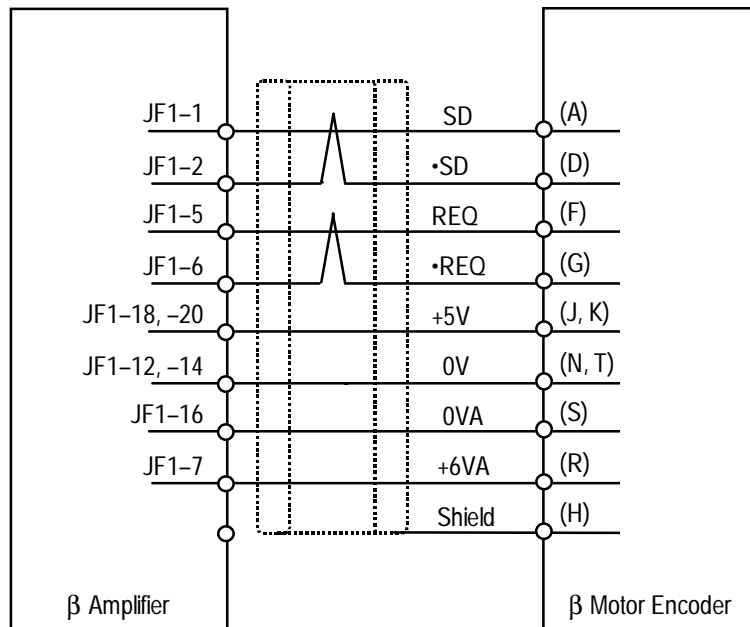 JF1–1 SD (A)
JF1–2 •SD (D)
JF1–5 REQ (F)
JF1–6 •REQ (G)
JF1–18, –20 +5V (J, K)
JF1–12, –14 0V (N, T)
JF1–16 0VA (S)
JF1–7 +6VA (R)
Shield (H)
β Amplifier β Motor Encoder